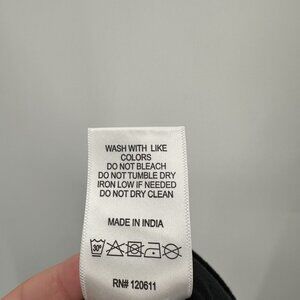 WASH WITH LIKE
COLORS
DO NOT BLEACH
DO NOT TUMBLE DRY
IRON LOW IF NEEDED
DO NOT DRY CLEAN
MADE IN INDIA
30°
RN# 120611